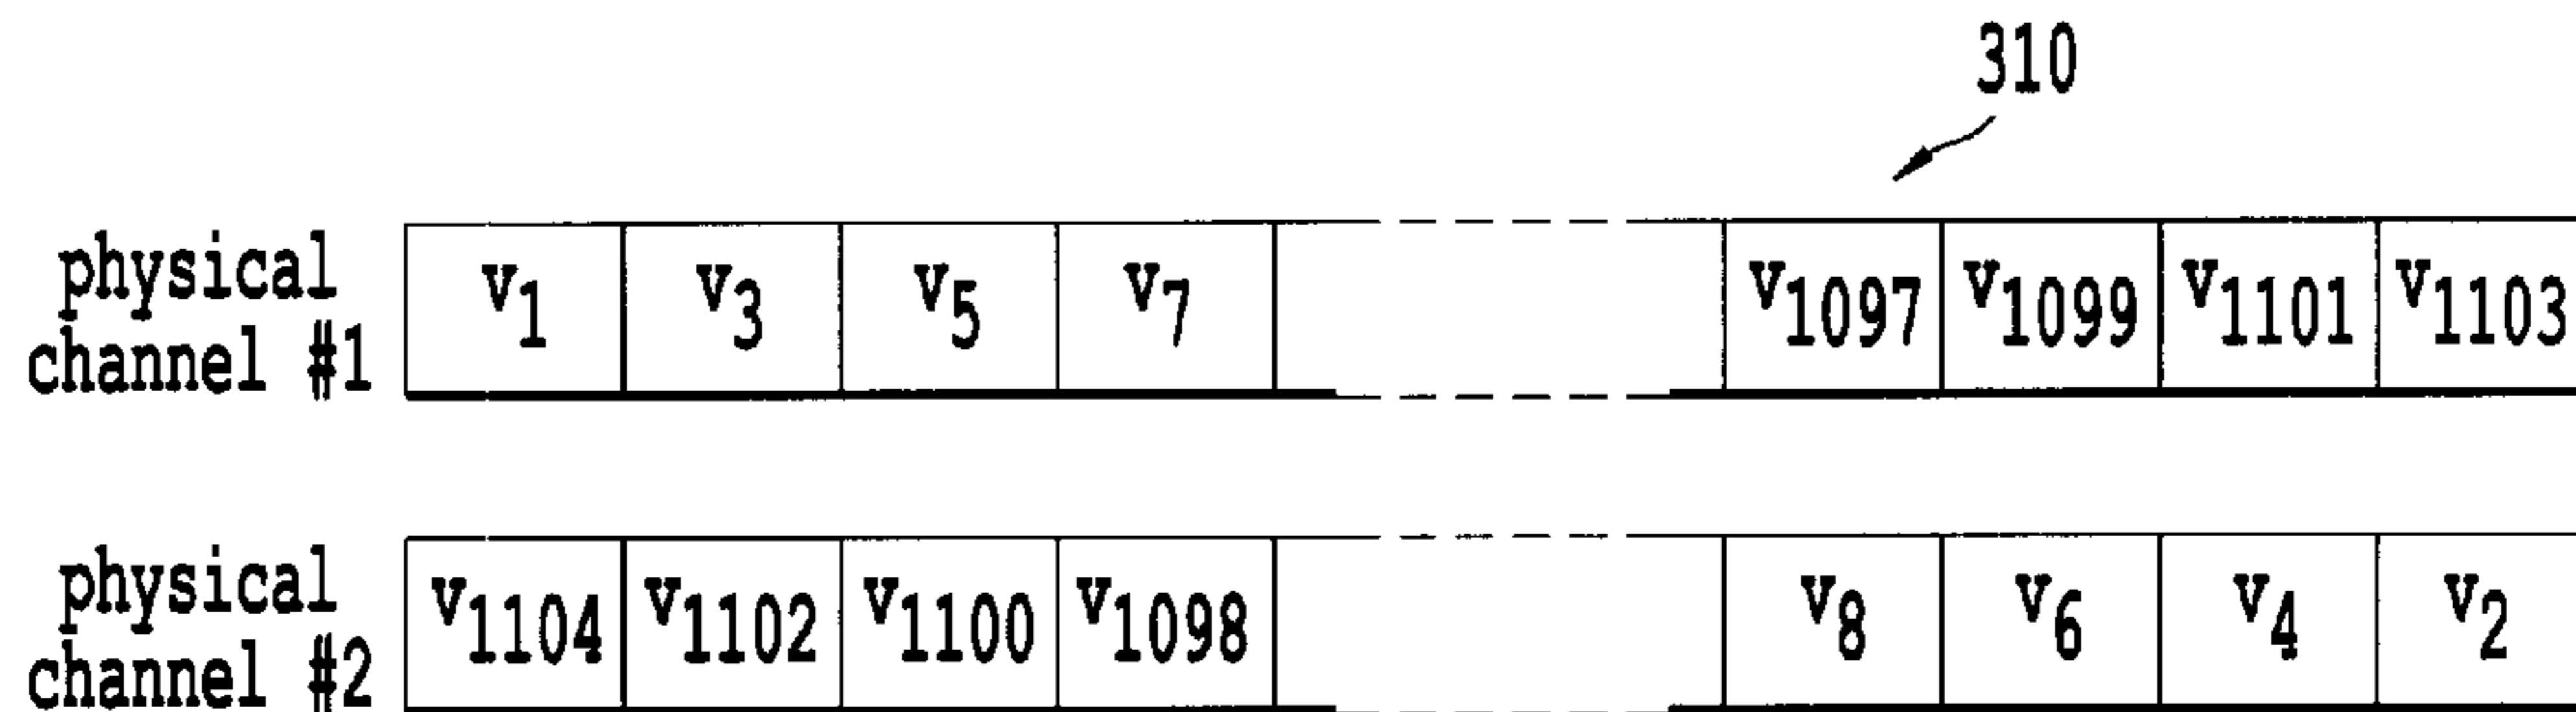 310
physical
channel #1
v1 v3 v5 v7 v1097 v1099 v1101 v1103
physical
channel #2
v1104 v1102 v1100 v1098 v8 v6 v4 v2